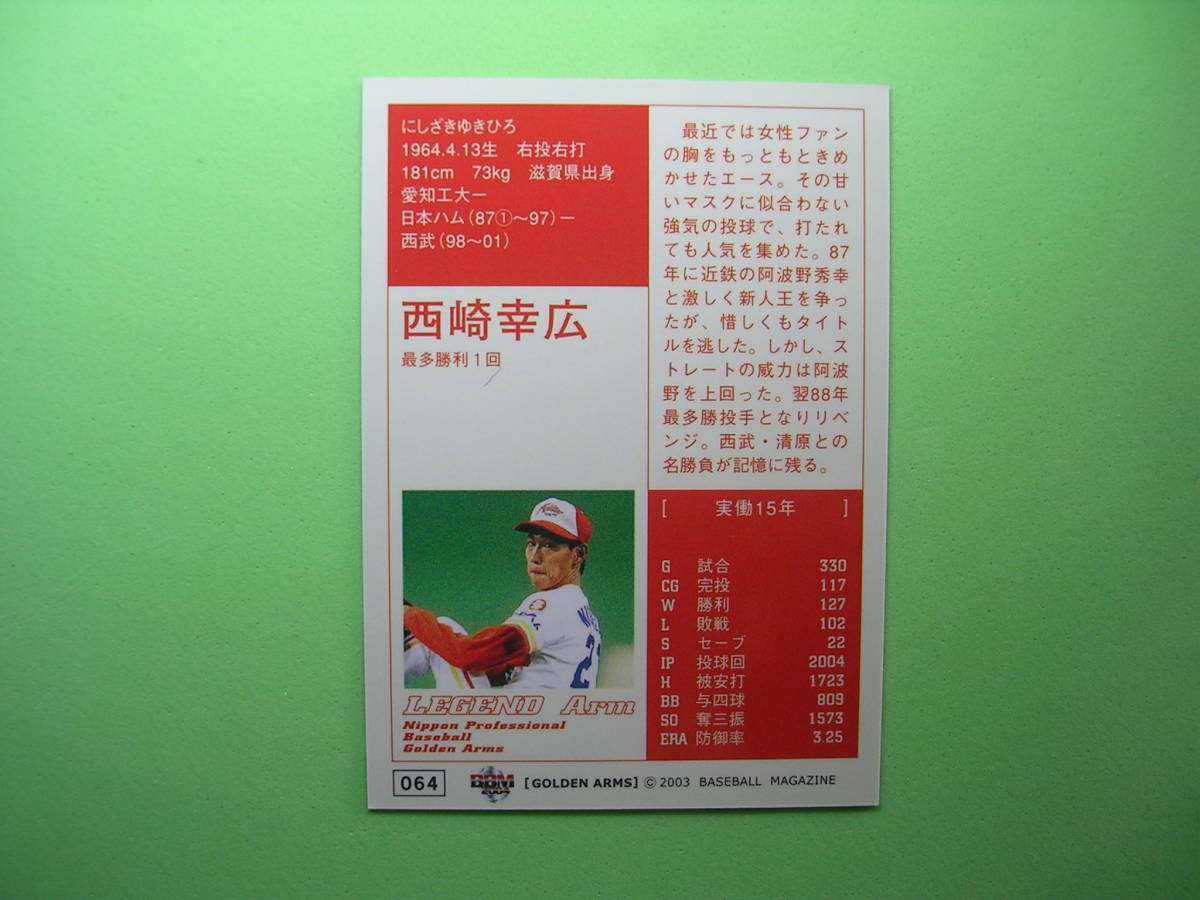 にしざきゆきひろ
1964.4.13生　右投右打
181cm　73kg　滋賀県出身
愛知工大ー
日本ハム（87①〜97）ー
西武（98〜01）
西崎幸広
最多勝利1回
最近では女性ファン
の胸をもっともときめ
かせたエース。その甘
いマスクに似合わない
強気の投球で、打たれ
ても人気を集めた。87
年に近鉄の阿波野秀幸
と激しく新人王を争っ
たが、惜しくもタイト
ルを逃した。しかし、ス
トレートの威力は阿波
野を上回った。翌88年
最多勝投手となりリベ
ンジ。西武・清原との
名勝負が記憶に残る。
[　実働15年　]
G 試合 330
CG 完投 117
W 勝利 127
L 敗戦 102
S セーブ 22
IP 投球回 2004
H 被安打 1723
BB 与四球 809
SO 奪三振 1573
ERA 防御率 3.25
LEGEND Arm
Nippon Professional
Baseball
Golden Arms
064 BBM [GOLDEN ARMS] © 2003 BASEBALL MAGAZINE